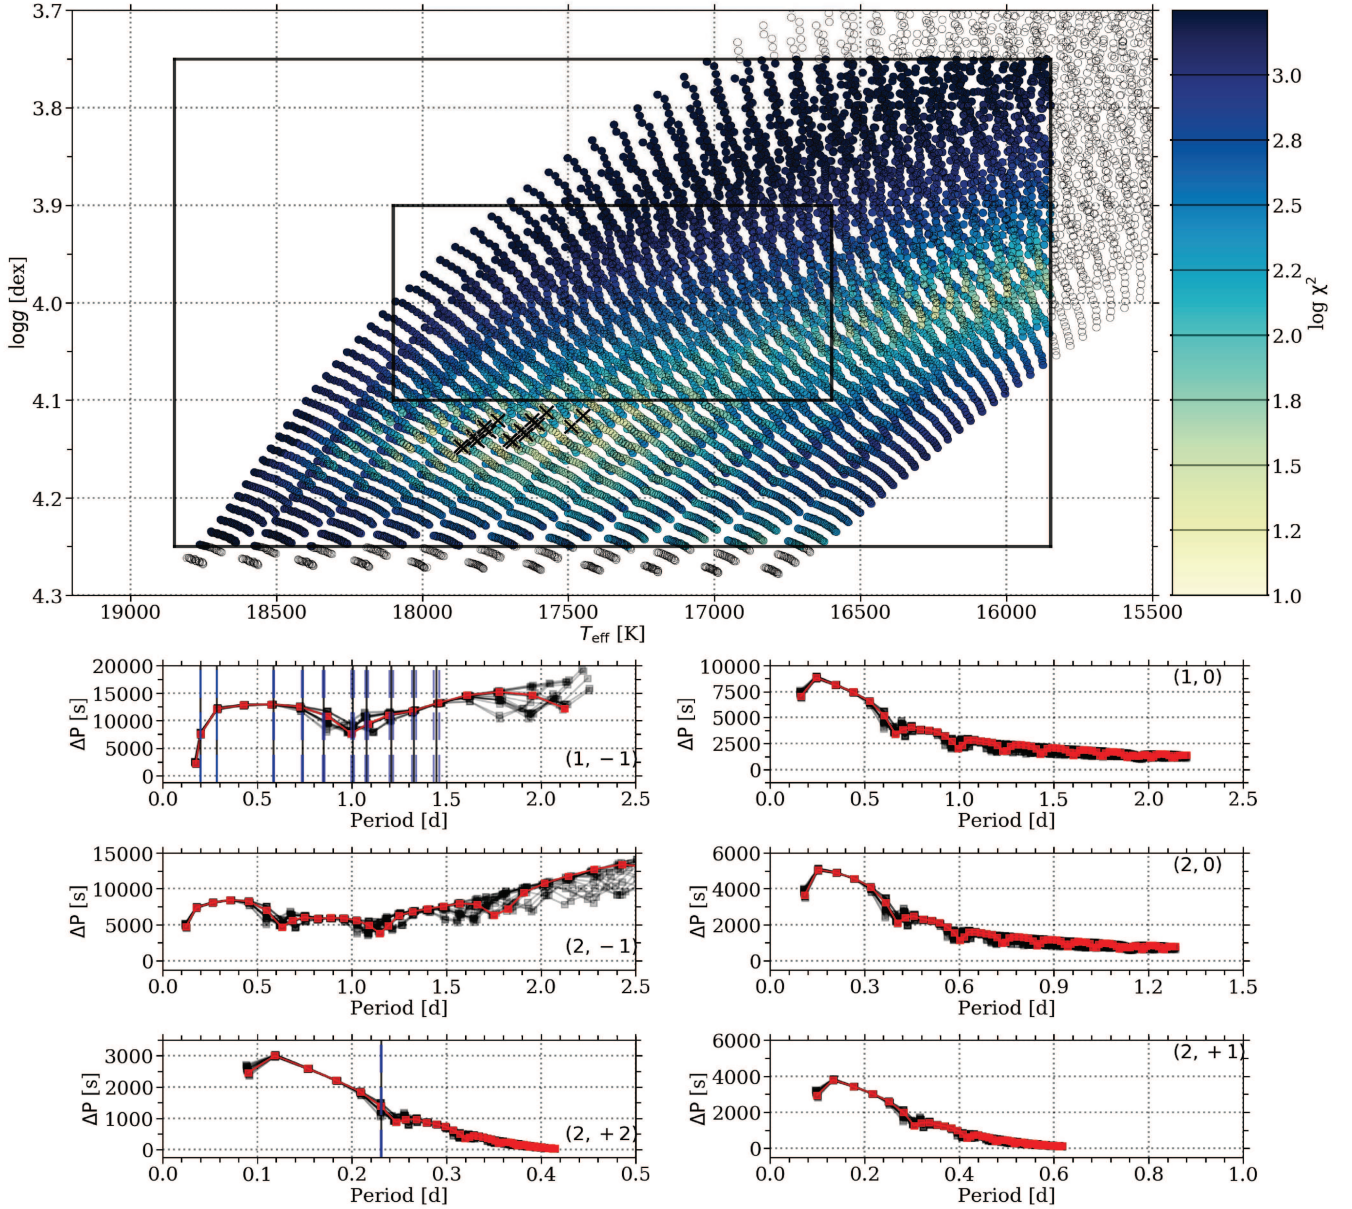 3.7
3.8
3.9
4.0
4.1
4.2
4.3
logg [dex]
19000 18500 18000 17500 17000 16500 16000 15500
T_eff [K]
3.0
2.8
2.5
2.2
2.0
1.8
1.5
1.2
1.0
log χ²
20000
15000
10000
5000
0
ΔP [s]
(1, −1)
0.0 0.5 1.0 1.5 2.0 2.5
Period [d]
10000
7500
5000
2500
0
ΔP [s]
(1, 0)
0.0 0.5 1.0 1.5 2.0 2.5
Period [d]
15000
10000
5000
0
ΔP [s]
(2, −1)
0.0 0.5 1.0 1.5 2.0 2.5
Period [d]
6000
4000
2000
0
ΔP [s]
(2, 0)
0.0 0.3 0.6 0.9 1.2 1.5
Period [d]
3000
2000
1000
0
ΔP [s]
(2, +2)
0.0 0.1 0.2 0.3 0.4 0.5
Period [d]
6000
4000
2000
0
ΔP [s]
(2, +1)
0.0 0.2 0.4 0.6 0.8 1.0
Period [d]